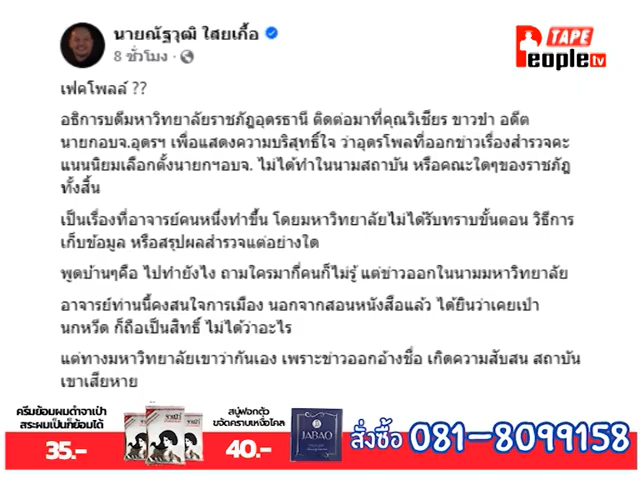 นายณัฐวุฒิ ใสยเกื้อ
8 ชั่วโมง ·
TAPE
People tv
เฟคโพลล์ ??
อธิการบดีมหาวิทยาลัยราชภัฏอุดรธานี ติดต่อมาที่คุณวิเชียร ขาวขำ อดีต
นายกอบจ.อุดรฯ เพื่อแสดงความบริสุทธิ์ใจ ว่าอุดรโพลที่ออกข่าวเรื่องสำรวจคะ
แนนนิยมเลือกตั้งนายกฯอบจ. ไม่ได้ทำในนามสถาบัน หรือคณะใดๆของราชภัฏ
ทั้งสิ้น
เป็นเรื่องที่อาจารย์คนหนึ่งทำขึ้น โดยมหาวิทยาลัยไม่ได้รับทราบขั้นตอน วิธีการ
เก็บข้อมูล หรือสรุปผลสำรวจแต่อย่างใด
พูดบ้านๆคือ ไปทำยังไง ถามใครมากี่คนก็ไม่รู้ แต่ข่าวออกในนามมหาวิทยาลัย
อาจารย์ท่านนี้คงสนใจการเมือง นอกจากสอนหนังสือแล้ว ได้ยินว่าเคยเป่า
นกหวีด ก็ถือเป็นสิทธิ์ ไม่ได้ว่าอะไร
แต่ทางมหาวิทยาลัยเขาว่ากันเอง เพราะข่าวออกอ้างชื่อ เกิดความสับสน สถาบัน
เขาเสียหาย
ครีมย้อมผมดำจาเป่า
สระผมเป็นก็ย้อมได้
35.-
สบู่ฟอกตัว
ขจัดคราบเหงื่อไคล
40.-
JABAO
สั่งซื้อ 081-8099158